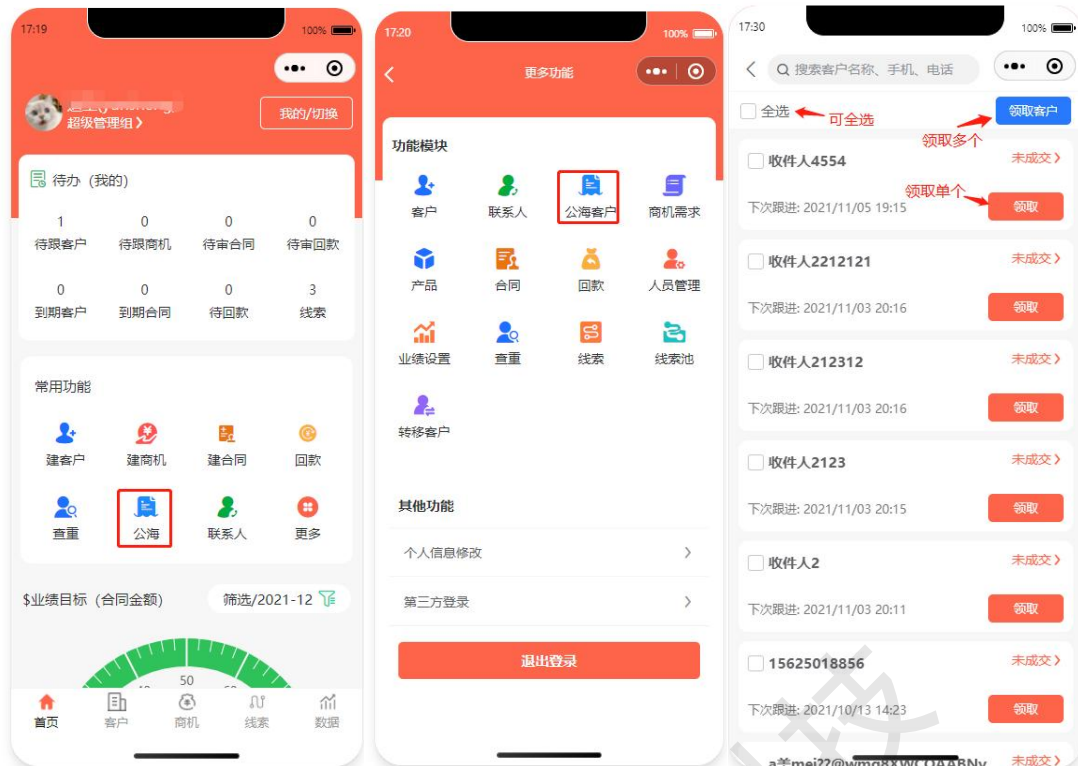 17:19
100%
超级管理组
我的/切换
待办 (我的)
1 0 0 0
待跟客户 待跟商机 待审合同 待审回款
0 0 0 3
到期客户 到期合同 待回款 线索
常用功能
建客户 建商机 建合同 回款
查重 公海 联系人 更多
$业绩目标 (合同金额)
筛选/2021-12
50
首页 客户 商机 线索 数据
17:20
100%
更多功能
功能模块
客户 联系人 公海客户 商机需求
产品 合同 回款 人员管理
业绩设置 查重 线索 线索池
转移客户
其他功能
个人信息修改
第三方登录
退出登录
17:30
100%
搜索客户名称、手机、电话
全选
可全选
领取客户
领取多个
收件人4554
未成交
领取单个
下次跟进: 2021/11/05 19:15
领取
收件人2212121
未成交
下次跟进: 2021/11/03 20:16
领取
收件人212312
未成交
下次跟进: 2021/11/03 20:16
领取
收件人2123
未成交
下次跟进: 2021/11/03 20:15
领取
收件人2
未成交
下次跟进: 2021/11/03 20:11
领取
15625018856
未成交
下次跟进: 2021/10/13 14:23
领取
未成交
技